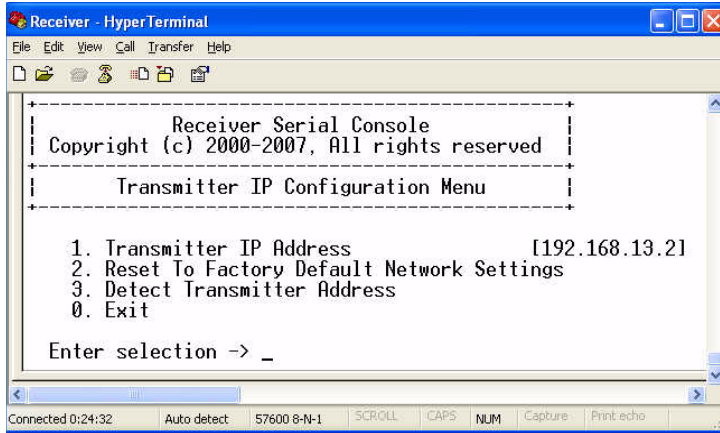 Receiver - HyperTerminal
File Edit View Call Transfer Help
Receiver Serial Console
Copyright (c) 2000-2007, All rights reserved
Transmitter IP Configuration Menu
1. Transmitter IP Address [192.168.13.2]
2. Reset To Factory Default Network Settings
3. Detect Transmitter Address
0. Exit
Enter selection -> _
Connected 0:24:32 Auto detect 57600 8-N-1 SCROLL CAPS NUM Capture Print echo